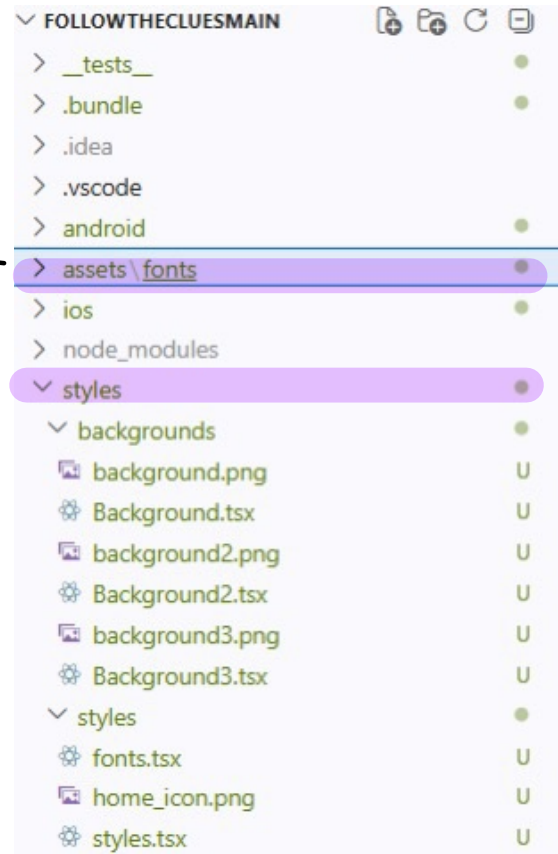 FOLLOWTHECLUESMAIN
__tests__
.bundle
.idea
.vscode
android
assets\fonts
ios
node_modules
styles
backgrounds
background.png U
Background.tsx U
background2.png U
Background2.tsx U
background3.png U
Background3.tsx U
styles
fonts.tsx U
home_icon.png U
styles.tsx U